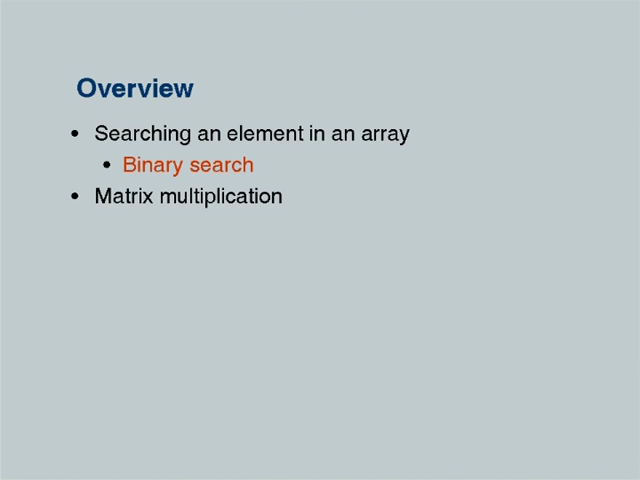 Overview
• Searching an element in an array
• Binary search
• Matrix multiplication